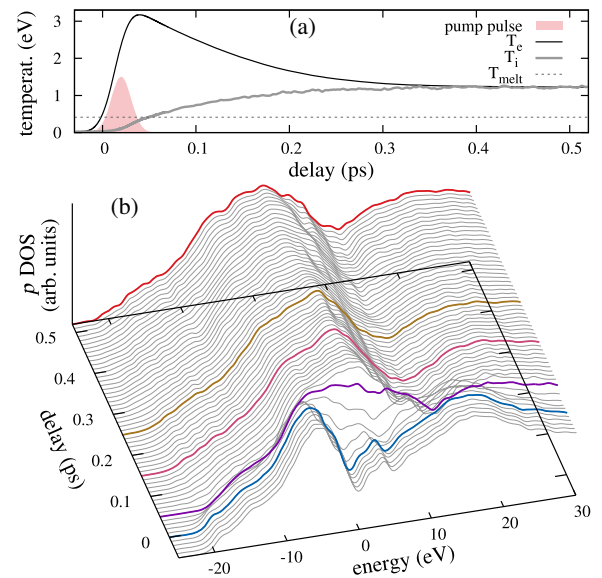 (a)
temperat. (eV)
3
2
1
0
pump pulse
Tₑ
Tᵢ
T_melt
0 0.1 0.2 0.3 0.4 0.5
delay (ps)
(b)
p DOS
(arb. units)
0.5
0.4
0.3
0.2
0.1
0
delay (ps)
-20 -10 0 10 20 30
energy (eV)